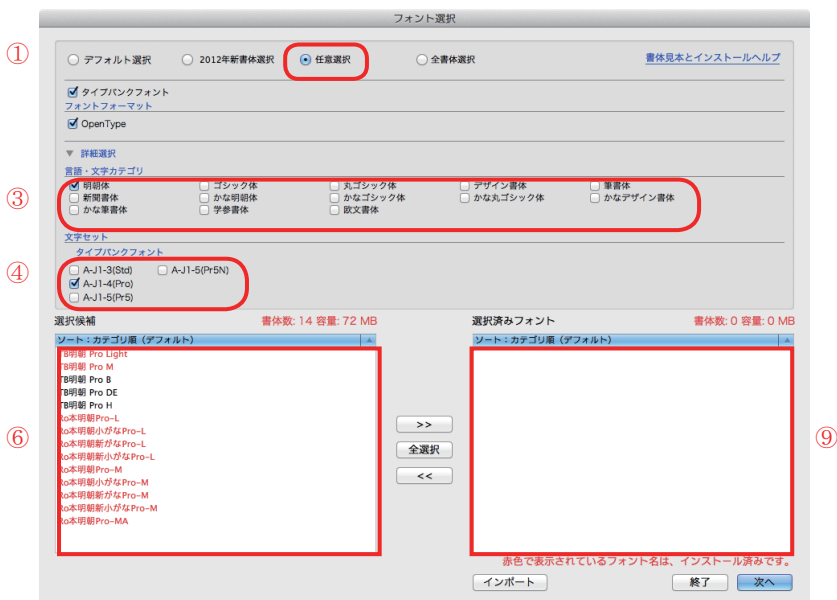 フォント選択
①
デフォルト選択 2012年新書体選択 任意選択 全書体選択 書体見本とインストールヘルプ
タイプバンクフォント
フォントフォーマット
OpenType
▼ 詳細選択
言語・文字カテゴリ
③
明朝体 ゴシック体 丸ゴシック体 デザイン書体 筆書体
新聞書体 かな明朝体 かなゴシック体 かな丸ゴシック体 かなデザイン書体
かな筆書体 学参書体 欧文書体
文字セット
タイプバンクフォント
④
A-J1-3(Std) A-J1-5(Pr5N)
A-J1-4(Pro)
A-J1-5(Pr5)
選択候補 書体数: 14 容量: 72 MB
ソート：カテゴリ順（デフォルト）
TB明朝 Pro Light
TB明朝 Pro M
TB明朝 Pro B
TB明朝 Pro DE
TB明朝 Pro H
Ro本明朝Pro-L
Ro本明朝小がなPro-L
Ro本明朝新がなPro-L
Ro本明朝新小がなPro-L
Ro本明朝Pro-M
Ro本明朝小がなPro-M
Ro本明朝新がなPro-M
Ro本明朝新小がなPro-M
Ro本明朝Pro-MA
⑥
>>
全選択
<<
選択済みフォント 書体数: 0 容量: 0 MB
ソート：カテゴリ順（デフォルト）
⑨
赤色で表示されているフォント名は、インストール済みです。
インポート 終了 次へ